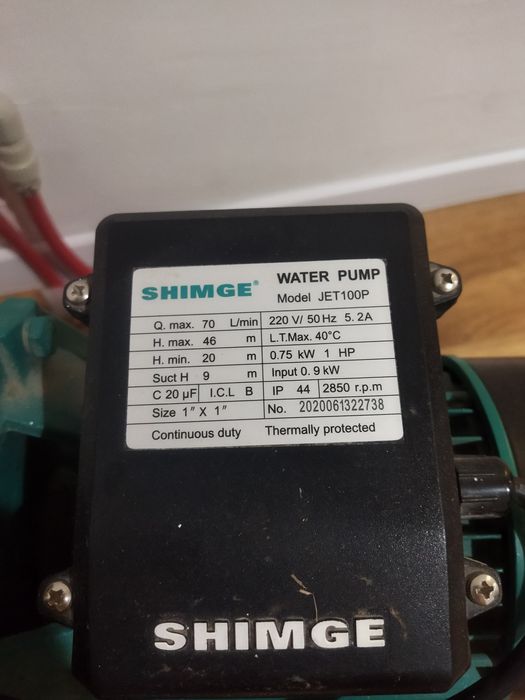 SHIMGE® WATER PUMP
Model JET100P
Q. max. 70 L/min 220 V/ 50 Hz 5. 2A
H. max. 46 m L.T.Max. 40°C
H. min. 20 m 0.75 kW 1 HP
Suct H 9 m Input 0. 9 kW
C 20 µF I.C.L B IP 44 2850 r.p.m
Size 1" X 1" No. 2020061322738
Continuous duty Thermally protected
SHIMGE